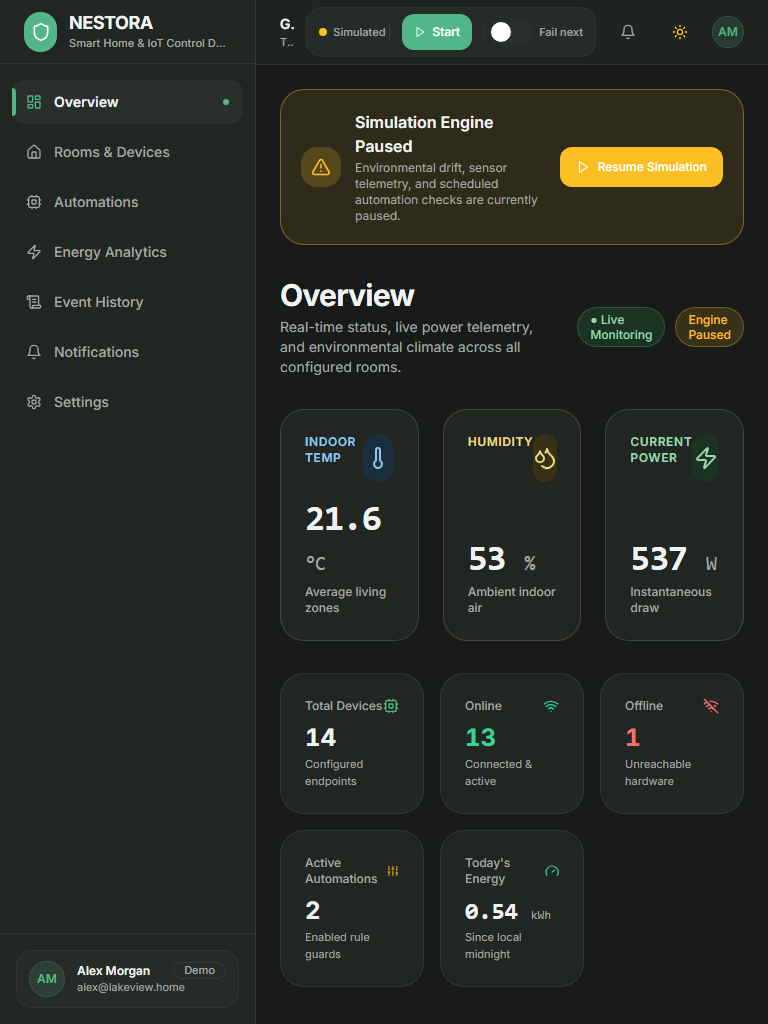 NESTORA
Smart Home & IoT Control D...
Overview
Rooms & Devices
Automations
Energy Analytics
Event History
Notifications
Settings
AM
Alex Morgan
Demo
alex@lakeview.home
G.
T..
Simulated
Start
Fail next
AM
Simulation Engine
Paused
Environmental drift, sensor
telemetry, and scheduled
automation checks are currently
paused.
Resume Simulation
Overview
Real-time status, live power telemetry,
and environmental climate across all
configured rooms.
● Live
Monitoring
Engine
Paused
INDOOR
TEMP
21.6
°C
Average living
zones
HUMIDITY
53 %
Ambient indoor
air
CURRENT
POWER
537 W
Instantaneous
draw
Total Devices
14
Configured
endpoints
Online
13
Connected &
active
Offline
1
Unreachable
hardware
Active
Automations
2
Enabled rule
guards
Today's
Energy
0.54 kWh
Since local
midnight